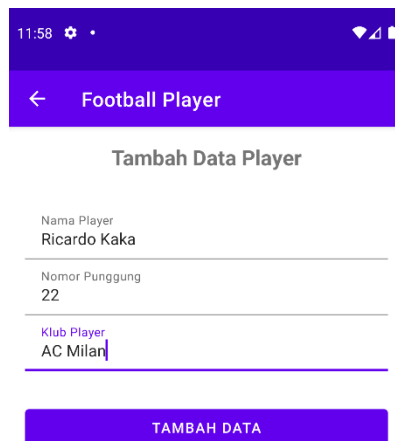 11:58
Football Player
Tambah Data Player
Nama Player
Ricardo Kaka
Nomor Punggung
22
Klub Player
AC Milan
TAMBAH DATA